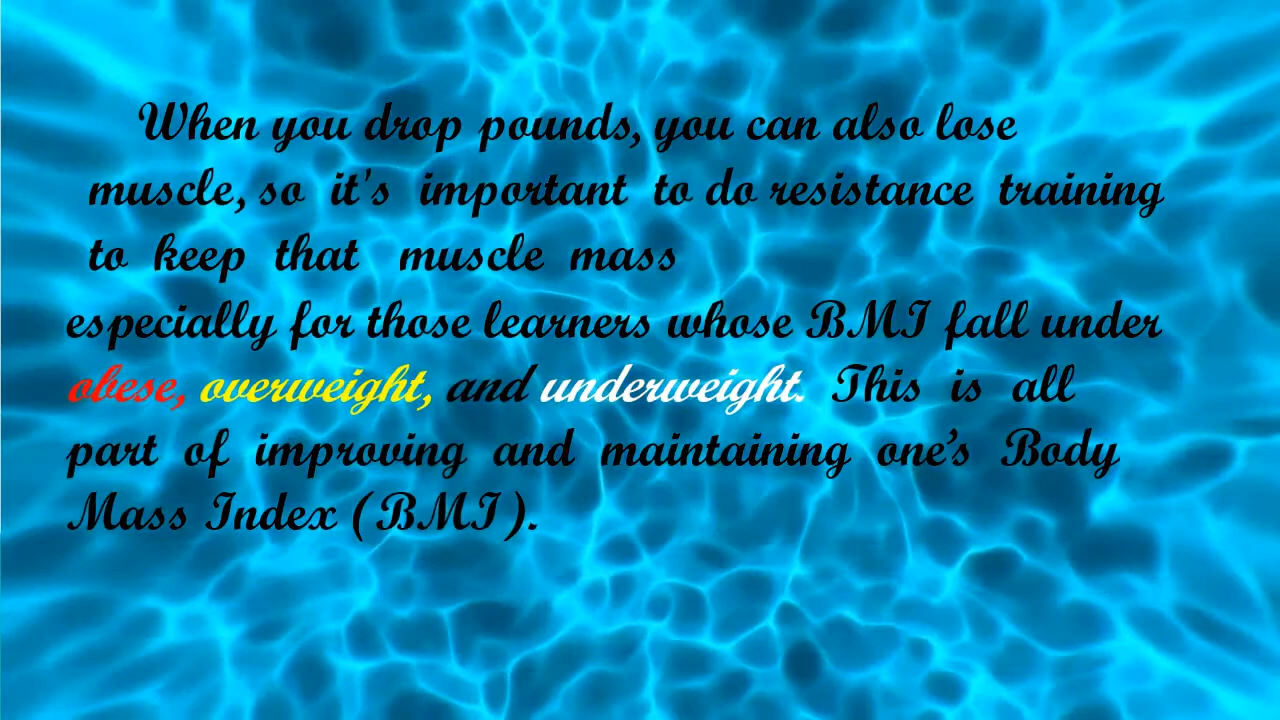 When you drop pounds, you can also lose
muscle, so it's important to do resistance training
to keep that muscle mass
especially for those learners whose BMI fall under
obese, overweight, and underweight. This is all
part of improving and maintaining one’s Body
Mass Index (BMI).